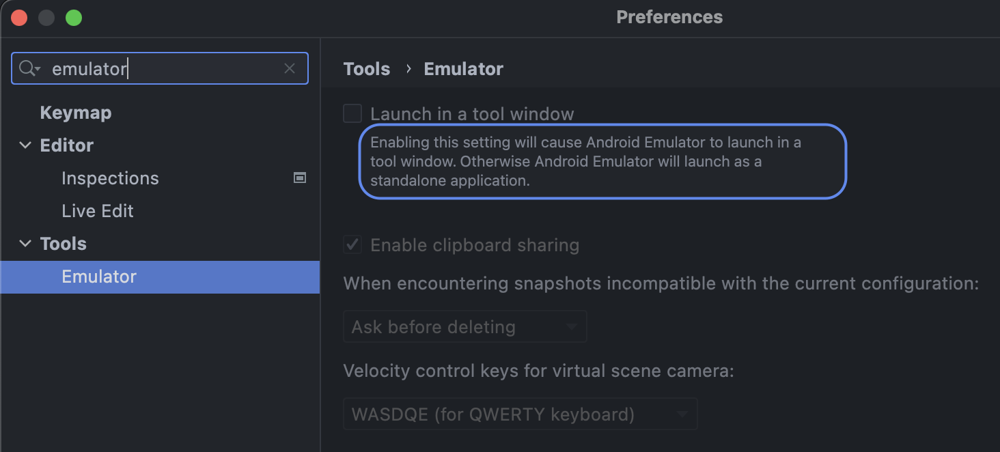 Preferences
emulator
Keymap
Editor
Inspections
Live Edit
Tools
Emulator
Tools › Emulator
Launch in a tool window
Enabling this setting will cause Android Emulator to launch in a
tool window. Otherwise Android Emulator will launch as a
standalone application.
Enable clipboard sharing
When encountering snapshots incompatible with the current configuration:
Ask before deleting
Velocity control keys for virtual scene camera:
WASDQE (for QWERTY keyboard)